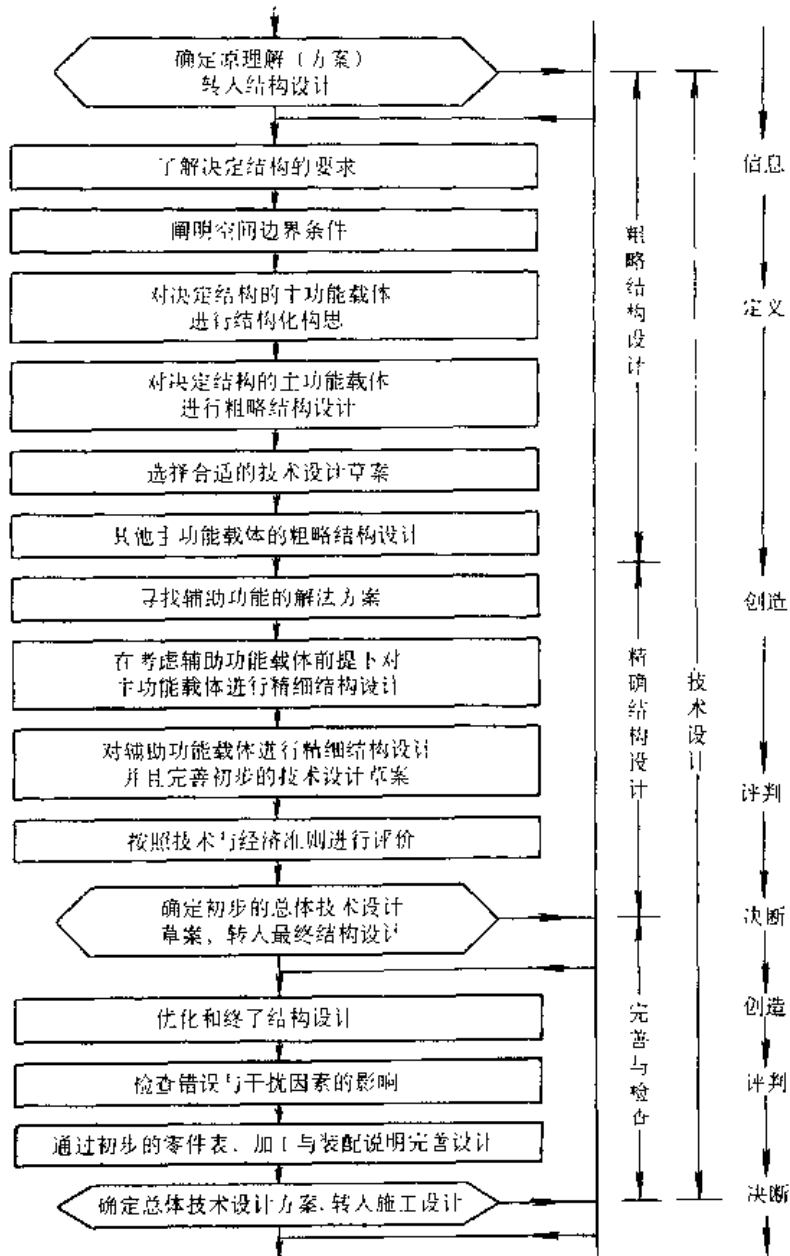 确定原理解（方案）
转入结构设计
了解决定结构的要求
阐明空间边界条件
对决定结构的主功能载体
进行结构化构思
对决定结构的主功能载体
进行粗略结构设计
选择合适的技术设计草案
其他主功能载体的粗略结构设计
寻找辅助功能的解法方案
在考虑辅助功能载体前提下对
主功能载体进行精细结构设计
对辅助功能载体进行精细结构设计
并且完善初步的技术设计草案
按照技术与经济准则进行评价
确定初步的总体技术设计
草案，转入最终结构设计
优化和终了结构设计
检查错误与干扰因素的影响
通过初步的零件表、加工与装配说明完善设计
确定总体技术设计方案，转入施工设计
粗略结构设计
精确结构设计
完善与检查
技术设计
信息
定义
创造
评判
决断
创造
评判
决断